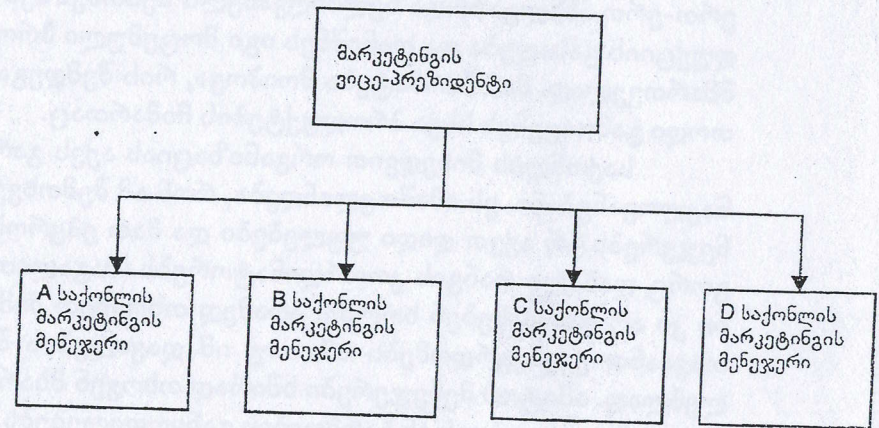 მარკეტინგის
ვიცე-პრეზიდენტი
A საქონლის
მარკეტინგის
მენეჯერი
B საქონლის
მარკეტინგის
მენეჯერი
C საქონლის
მარკეტინგის
მენეჯერი
D საქონლის
მარკეტინგის
მენეჯერი